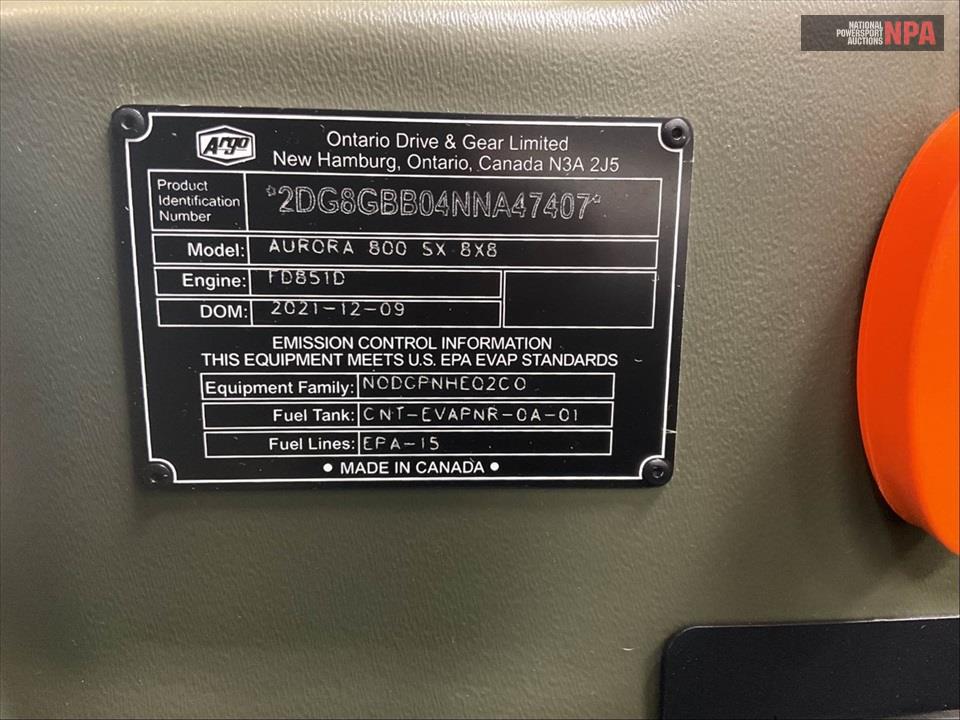 NATIONAL
POWERSPORT
AUCTIONS NPA
Argo
Ontario Drive & Gear Limited
New Hamburg, Ontario, Canada N3A 2J5
Product
Identification
Number
*2DG8GBB04NNA47407*
Model: AURORA 800 SX 8X8
Engine: FD851D
DOM: 2021-12-09
EMISSION CONTROL INFORMATION
THIS EQUIPMENT MEETS U.S. EPA EVAP STANDARDS
Equipment Family: NODGPNHEQ2CO
Fuel Tank: CNT-EVAPNR-OA-01
Fuel Lines: EPA-15
• MADE IN CANADA •